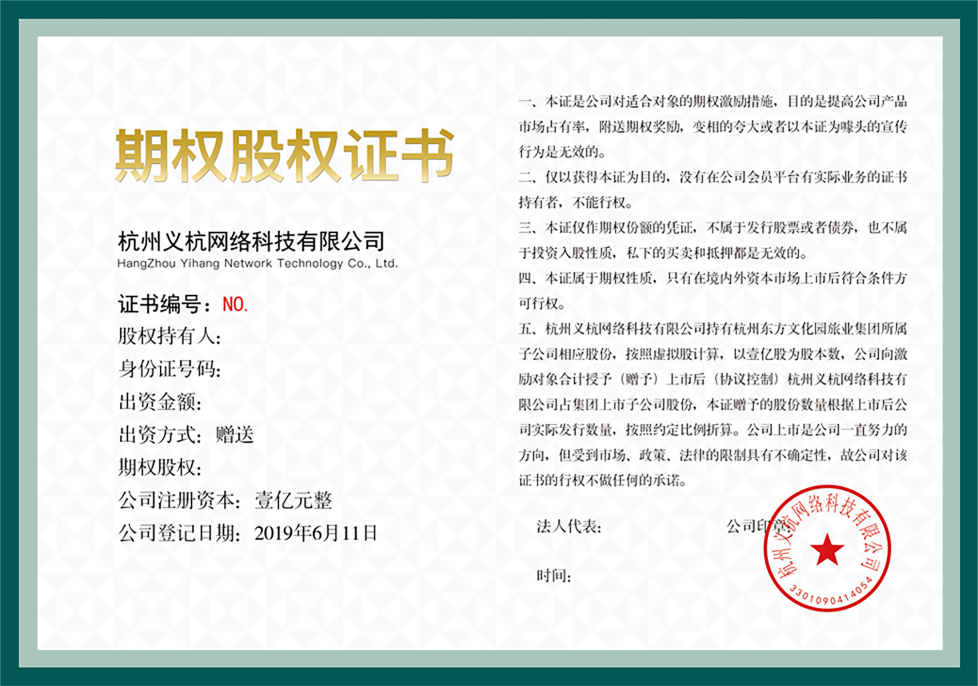 期权股权证书
杭州义杭网络科技有限公司
HangZhou Yihang Network Technology Co., Ltd.
证书编号：NO.
股权持有人：
身份证号码：
出资金额：
出资方式：赠送
期权股权：
公司注册资本：壹亿元整
公司登记日期：2019年6月11日
一、本证是公司对适合对象的期权激励措施，目的是提高公司产品
市场占有率，附送期权奖励，变相的夸大或者以本证为噱头的宣传
行为是无效的。
二、仅以获得本证为目的，没有在公司会员平台有实际业务的证书
持有者，不能行权。
三、本证仅作期权份额的凭证，不属于发行股票或者债券，也不属
于投资入股性质，私下的买卖和抵押都是无效的。
四、本证属于期权性质，只有在境内外资本市场上市后符合条件方
可行权。
五、杭州义杭网络科技有限公司持有杭州东方文化园旅业集团所属
子公司相应股份，按照虚拟股计算，以壹亿股为股本数，公司向激
励对象合计授予（赠予）上市后（协议控制）杭州义杭网络科技有
限公司占集团上市子公司股份，本证赠予的股份数量根据上市后公
司实际发行数量，按照约定比例折算。公司上市是公司一直努力的
方向，但受到市场、政策、法律的限制具有不确定性，故公司对该
证书的行权不做任何的承诺。
法人代表：
公司印章：
时间：
杭州义杭网络科技有限公司
3301090414054